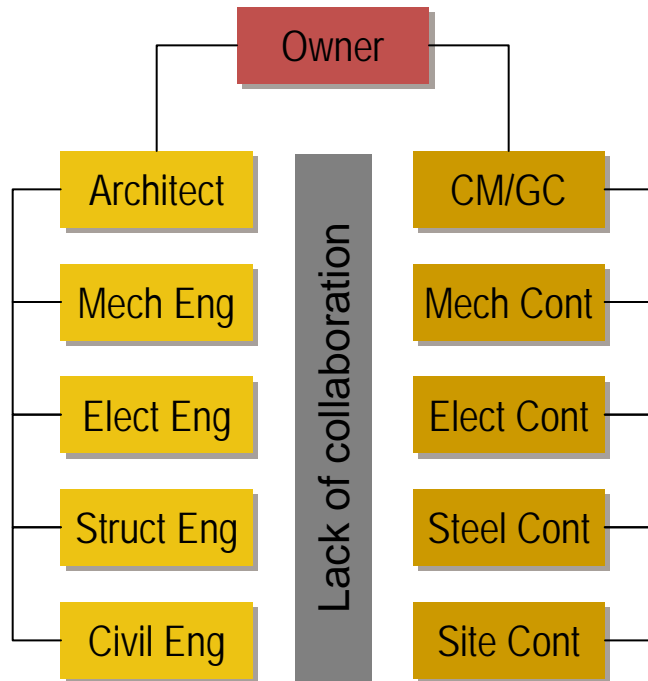 Owner
Architect
CM/GC
Mech Eng
Mech Cont
Elect Eng
Elect Cont
Struct Eng
Steel Cont
Civil Eng
Site Cont
Lack of collaboration